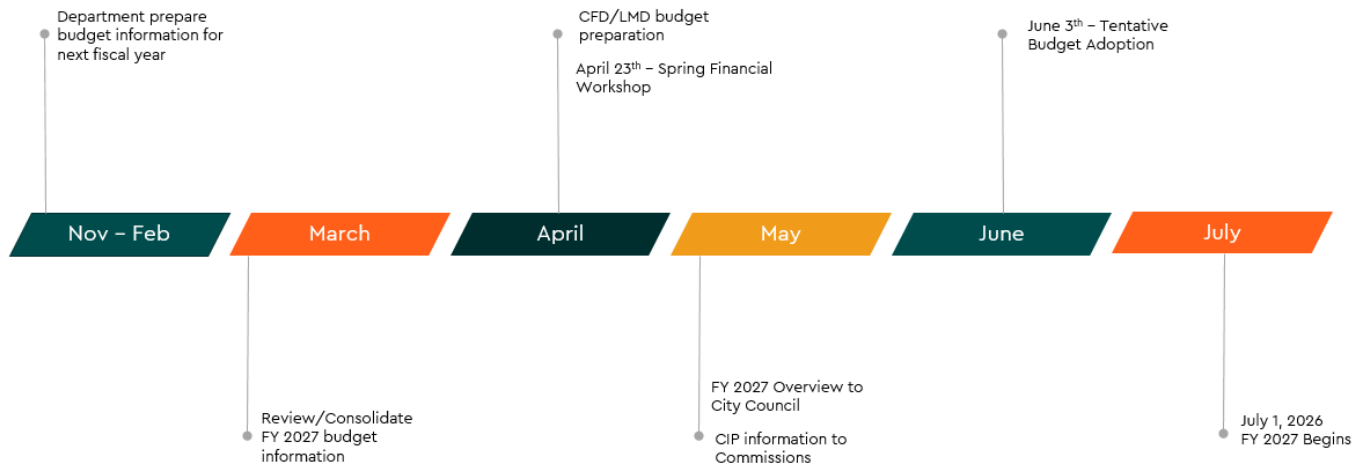 Department prepare
budget information for
next fiscal year
CFD/LMD budget
preparation
April 23th – Spring Financial
Workshop
June 3th – Tentative
Budget Adoption
Nov – Feb
March
April
May
June
July
Review/Consolidate
FY 2027 budget
information
FY 2027 Overview to
City Council
CIP information to
Commissions
July 1, 2026
FY 2027 Begins